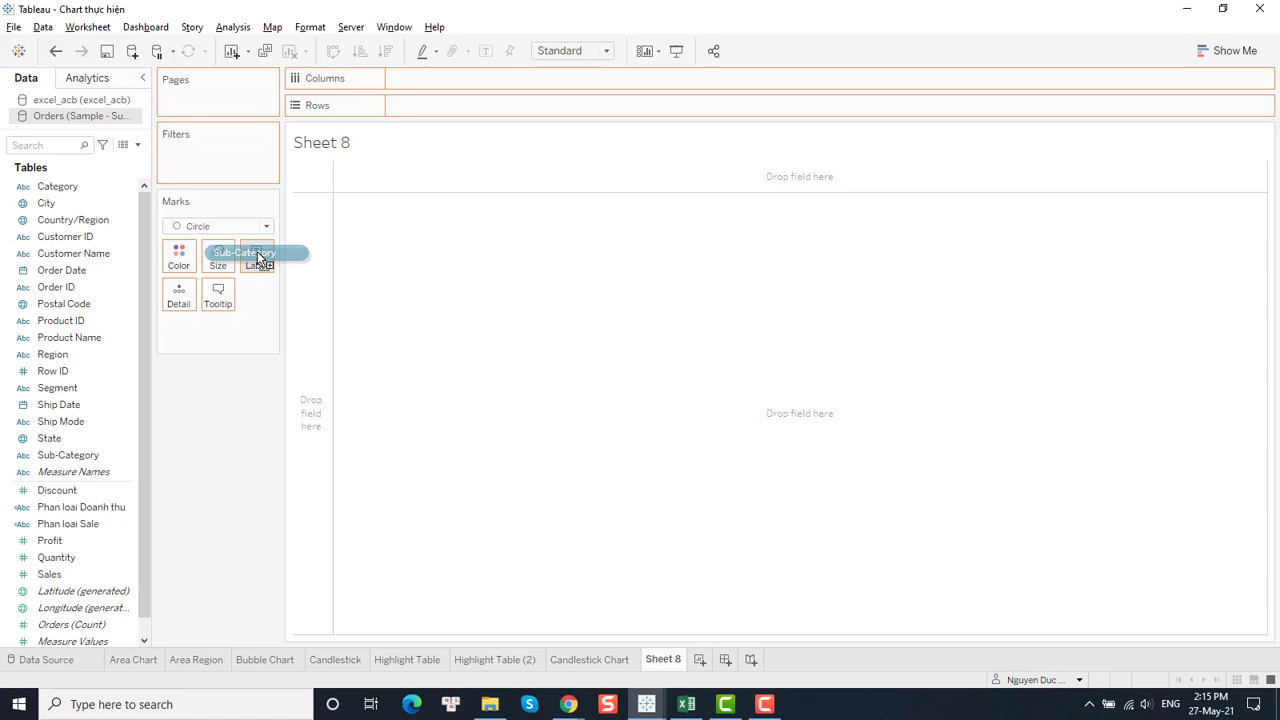 Tableau - Chart thực hiện
File Data Worksheet Dashboard Story Analysis Map Format Server Window Help
Standard
Show Me
Data Analytics
Pages
Columns
excel_acb (excel_acb)
Orders (Sample - Su...
Rows
Filters
Search
Sheet 8
Tables
Drop field here
Category
City
Marks
Country/Region
Circle
Customer ID
Customer Name
Sub-Category
Color Size
Order Date
Order ID
Detail Tooltip
Postal Code
Product ID
Product Name
Region
Row ID
Segment
Ship Date
Drop
field
here
Drop field here
Ship Mode
State
Sub-Category
Measure Names
Discount
Phan loai Doanh thu
Phan loai Sale
Profit
Quantity
Sales
Latitude (generated)
Longitude (generat...
Orders (Count)
Measure Values
Data Source Area Chart Area Region Bubble Chart Candlestick Highlight Table Highlight Table (2) Candlestick Chart Sheet 8
Nguyen Duc ...
Type here to search
ENG
2:15 PM
27-May-21